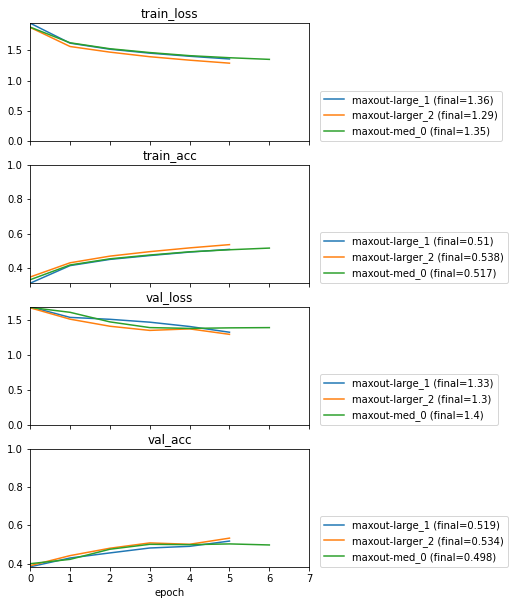 train_loss
1.5
1.0
0.5
0.0
maxout-large_1 (final=1.36)
maxout-larger_2 (final=1.29)
maxout-med_0 (final=1.35)
train_acc
1.0
0.8
0.6
0.4
maxout-large_1 (final=0.51)
maxout-larger_2 (final=0.538)
maxout-med_0 (final=0.517)
val_loss
1.5
1.0
0.5
0.0
maxout-large_1 (final=1.33)
maxout-larger_2 (final=1.3)
maxout-med_0 (final=1.4)
val_acc
1.0
0.8
0.6
0.4
maxout-large_1 (final=0.519)
maxout-larger_2 (final=0.534)
maxout-med_0 (final=0.498)
0 1 2 3 4 5 6 7
epoch